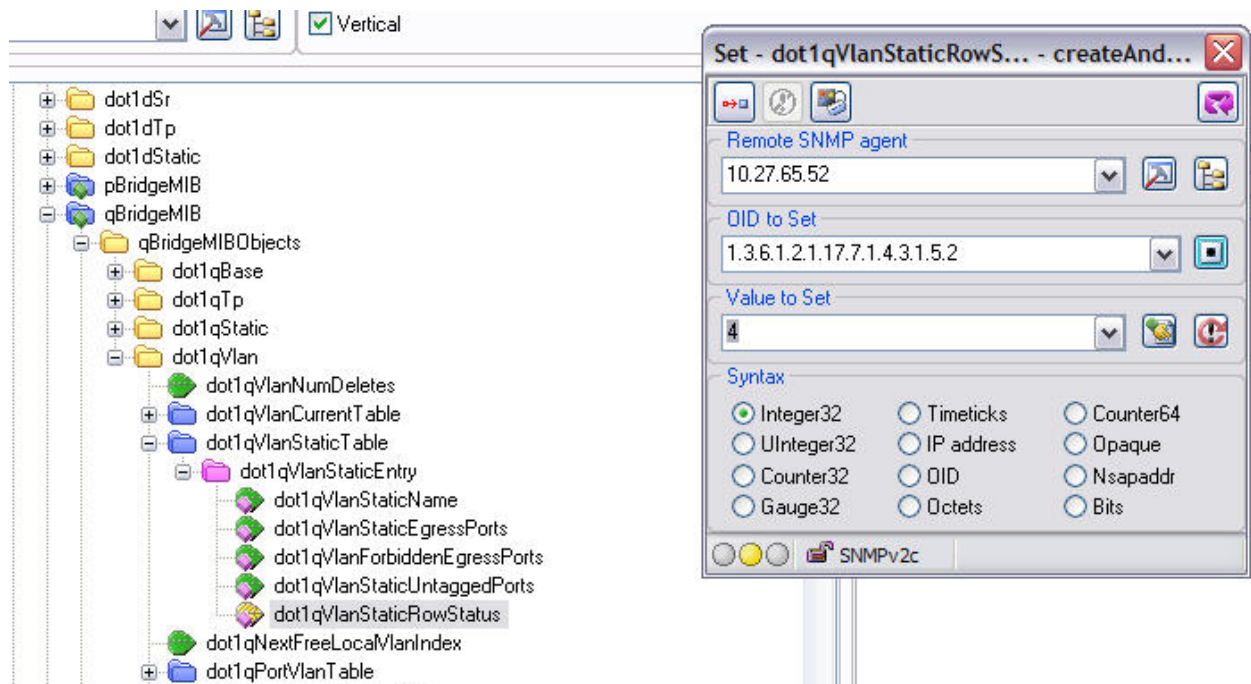 Vertical
dot1dSr
dot1dTp
dot1dStatic
pBridgeMIB
qBridgeMIB
qBridgeMIBObjects
dot1qBase
dot1qTp
dot1qStatic
dot1qVlan
dot1qVlanNumDeletes
dot1qVlanCurrentTable
dot1qVlanStaticTable
dot1qVlanStaticEntry
dot1qVlanStaticName
dot1qVlanStaticEgressPorts
dot1qVlanForbiddenEgressPorts
dot1qVlanStaticUntaggedPorts
dot1qVlanStaticRowStatus
dot1qNextFreeLocalVlanIndex
dot1qPortVlanTable
Set - dot1qVlanStaticRowS... - createAnd...
Remote SNMP agent
10.27.65.52
OID to Set
1.3.6.1.2.1.17.7.1.4.3.1.5.2
Value to Set
4
Syntax
Integer32 Timeticks Counter64
UInteger32 IP address Opaque
Counter32 OID Nsapaddr
Gauge32 Octets Bits
SNMPv2c